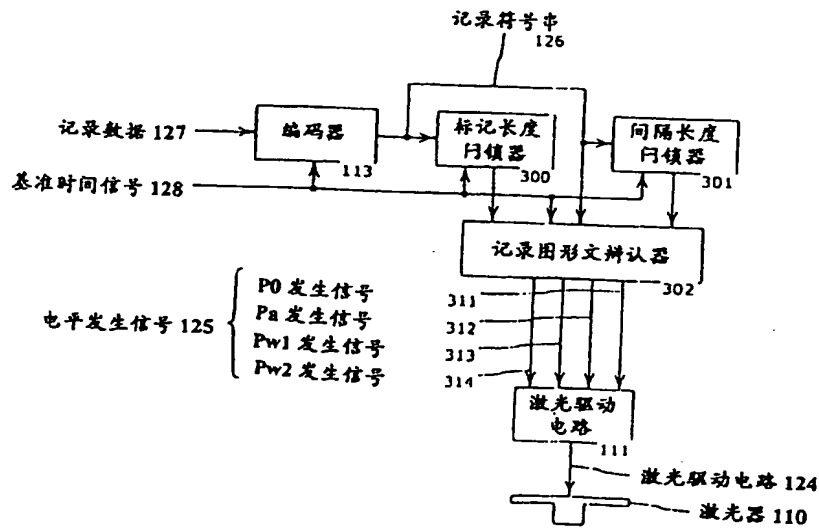 记录符号串
126
记录数据 127
编码器
113
标记长度
闩锁器
300
间隔长度
闩锁器
301
基准时间信号 128
记录图形文辨认器
302
电平发生信号 125
P0 发生信号
Pa 发生信号
Pw1 发生信号
Pw2 发生信号
311
312
313
314
激光驱动
电路
111
激光驱动电路 124
激光器 110